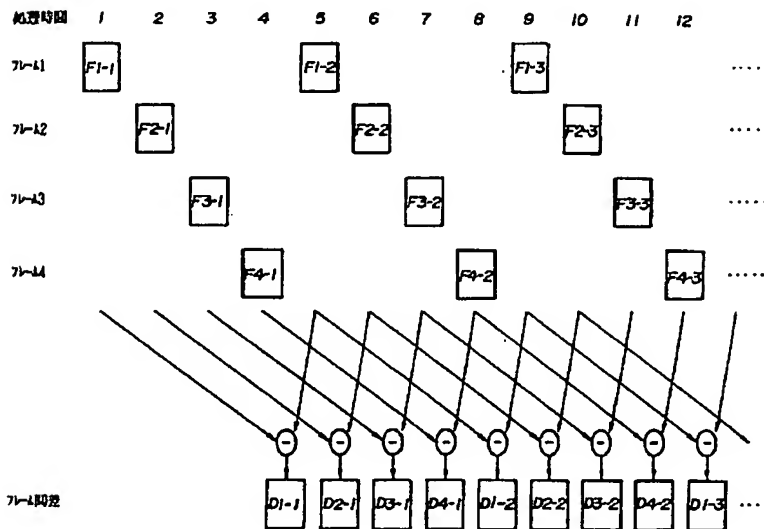 処理時間 1 2 3 4 5 6 7 8 9 10 11 12
フレーム1 F1-1 F1-2 F1-3 ....
フレーム2 F2-1 F2-2 F2-3 ....
フレーム3 F3-1 F3-2 F3-3 ....
フレーム4 F4-1 F4-2 F4-3 .....
- - - - - - - - -
フレーム間差 D1-1 D2-1 D3-1 D4-1 D1-2 D2-2 D3-2 D4-2 D1-3 ...